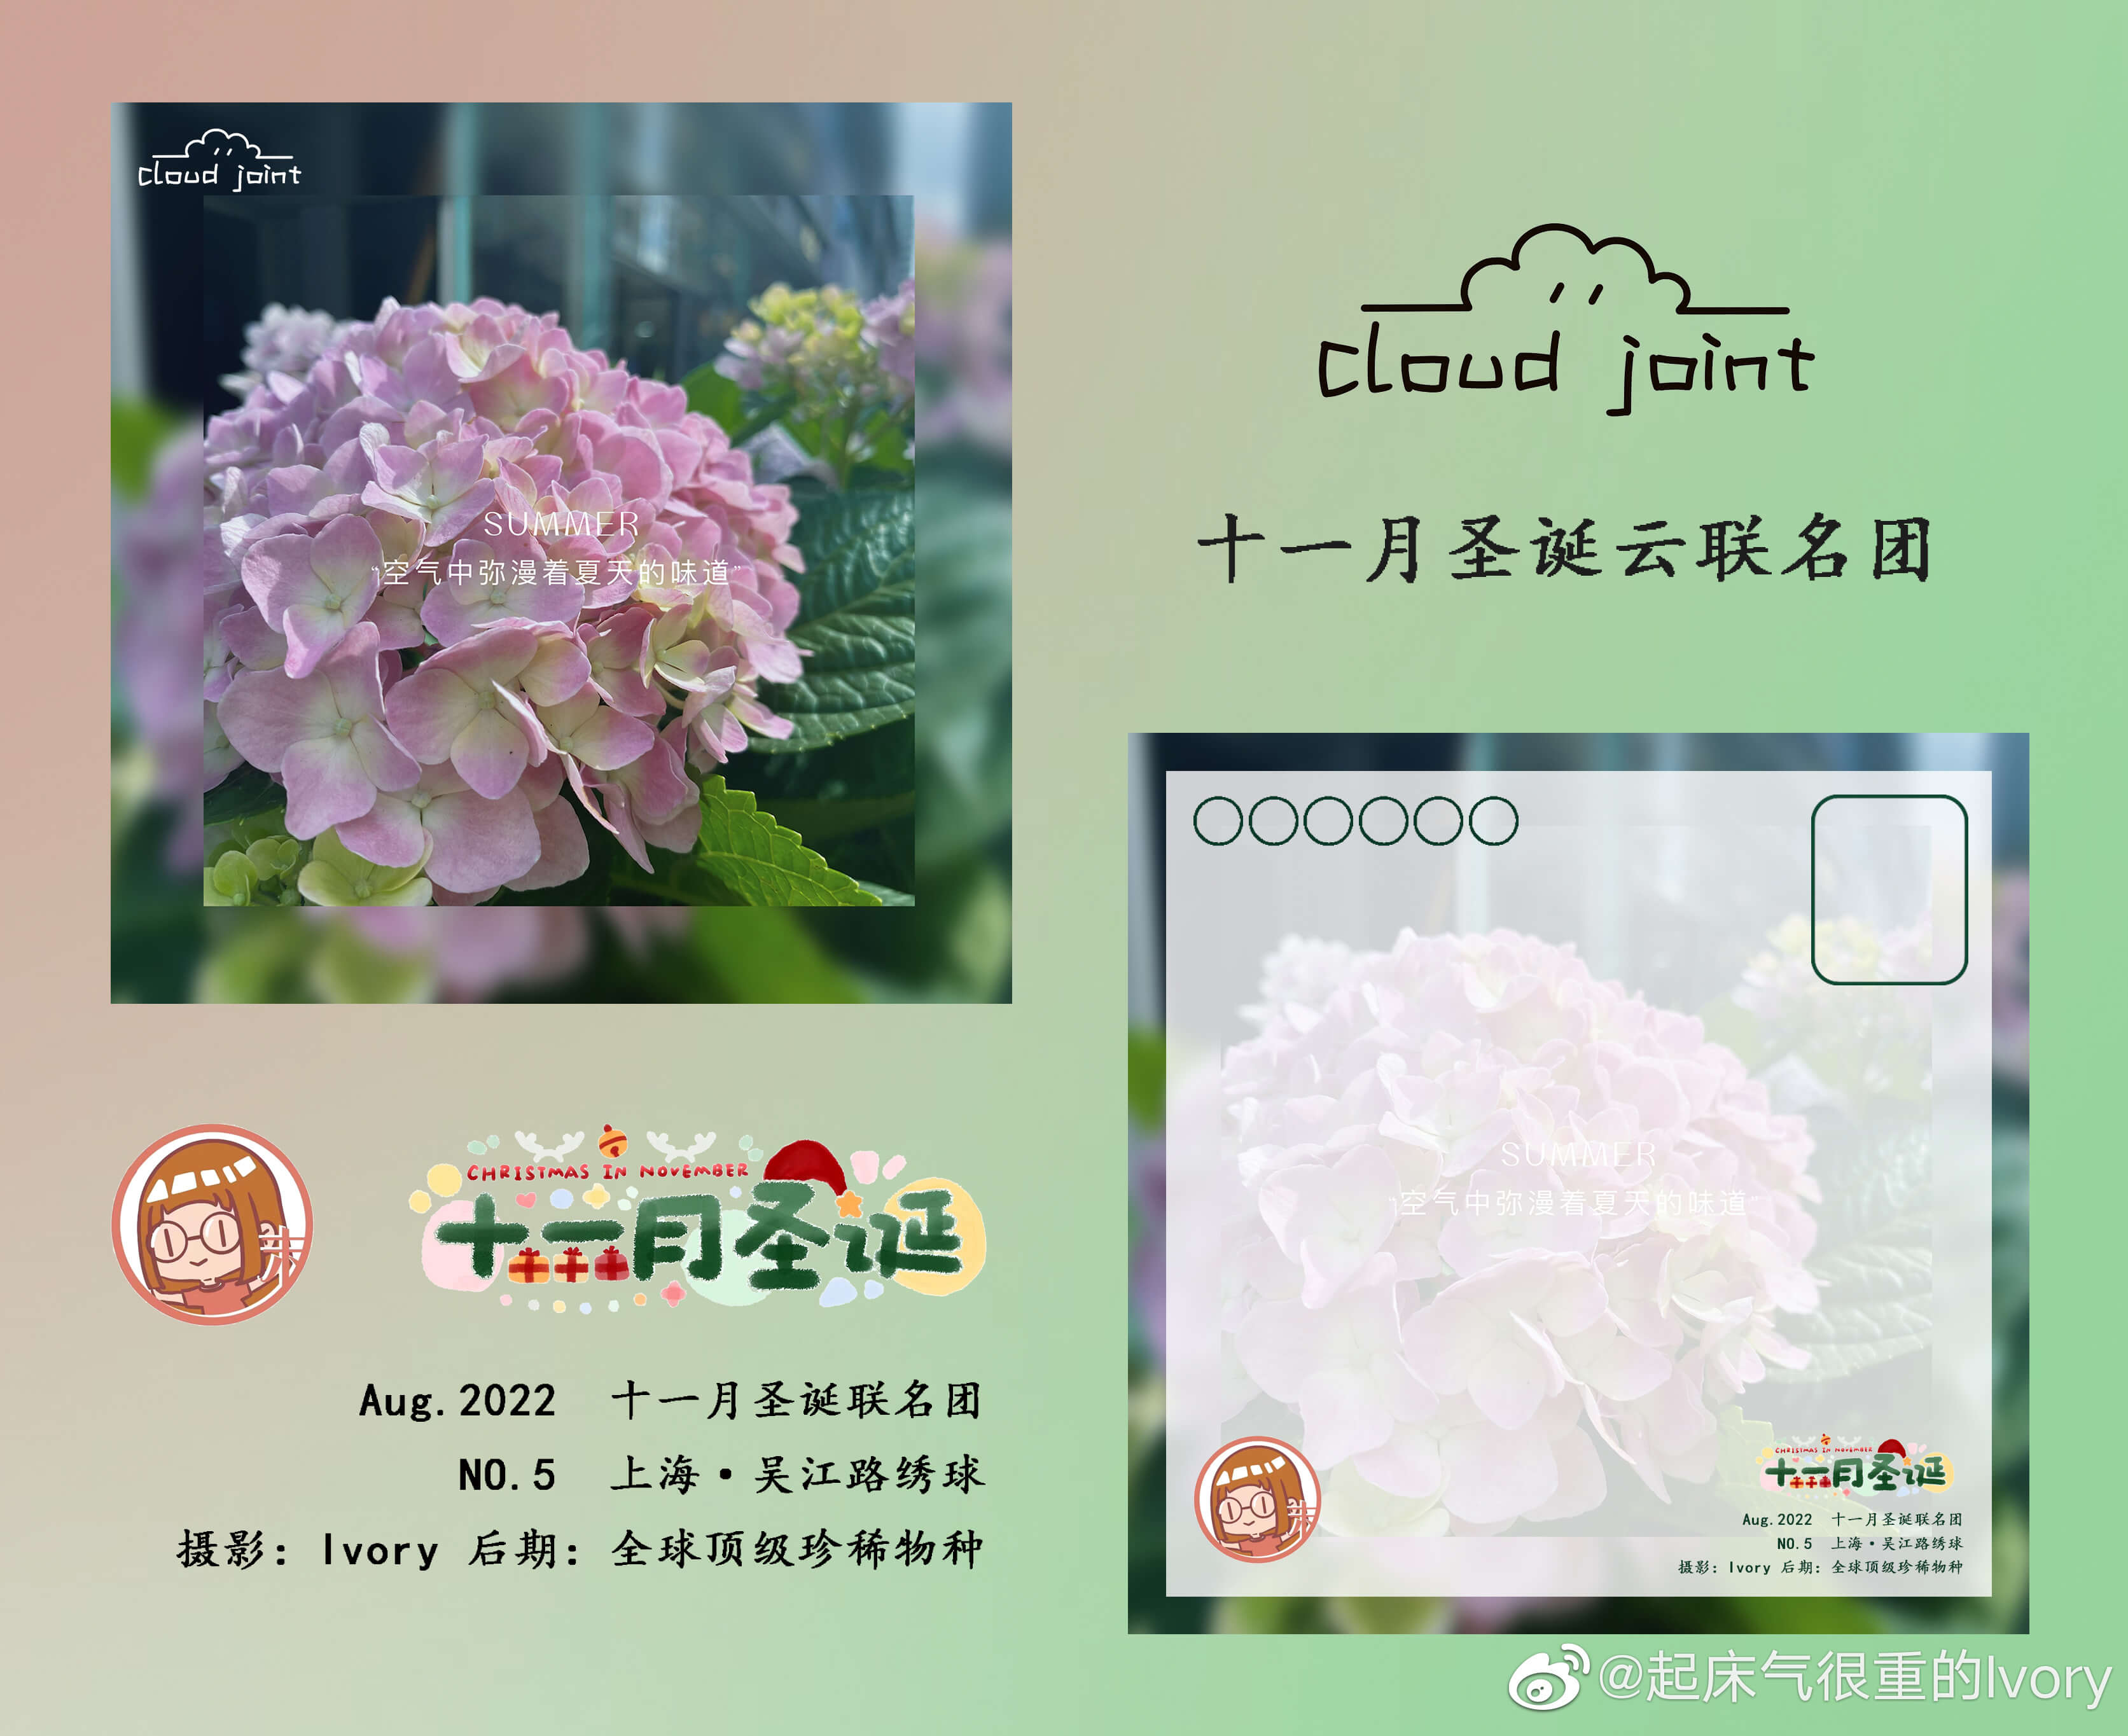 cloud joint
SUMMER
“空气中弥漫着夏天的味道”
cloud joint
十一月圣诞云联名团
CHRISTMAS IN NOVEMBER
十一月圣诞
Aug.2022 十一月圣诞联名团
NO.5 上海·吴江路绣球
摄影：Ivory 后期：全球顶级珍稀物种
SUMMER
“空气中弥漫着夏天的味道”
CHRISTMAS IN NOVEMBER
十一月圣诞
Aug.2022 十一月圣诞联名团
NO.5 上海·吴江路绣球
摄影：Ivory 后期：全球顶级珍稀物种
@起床气很重的Ivory